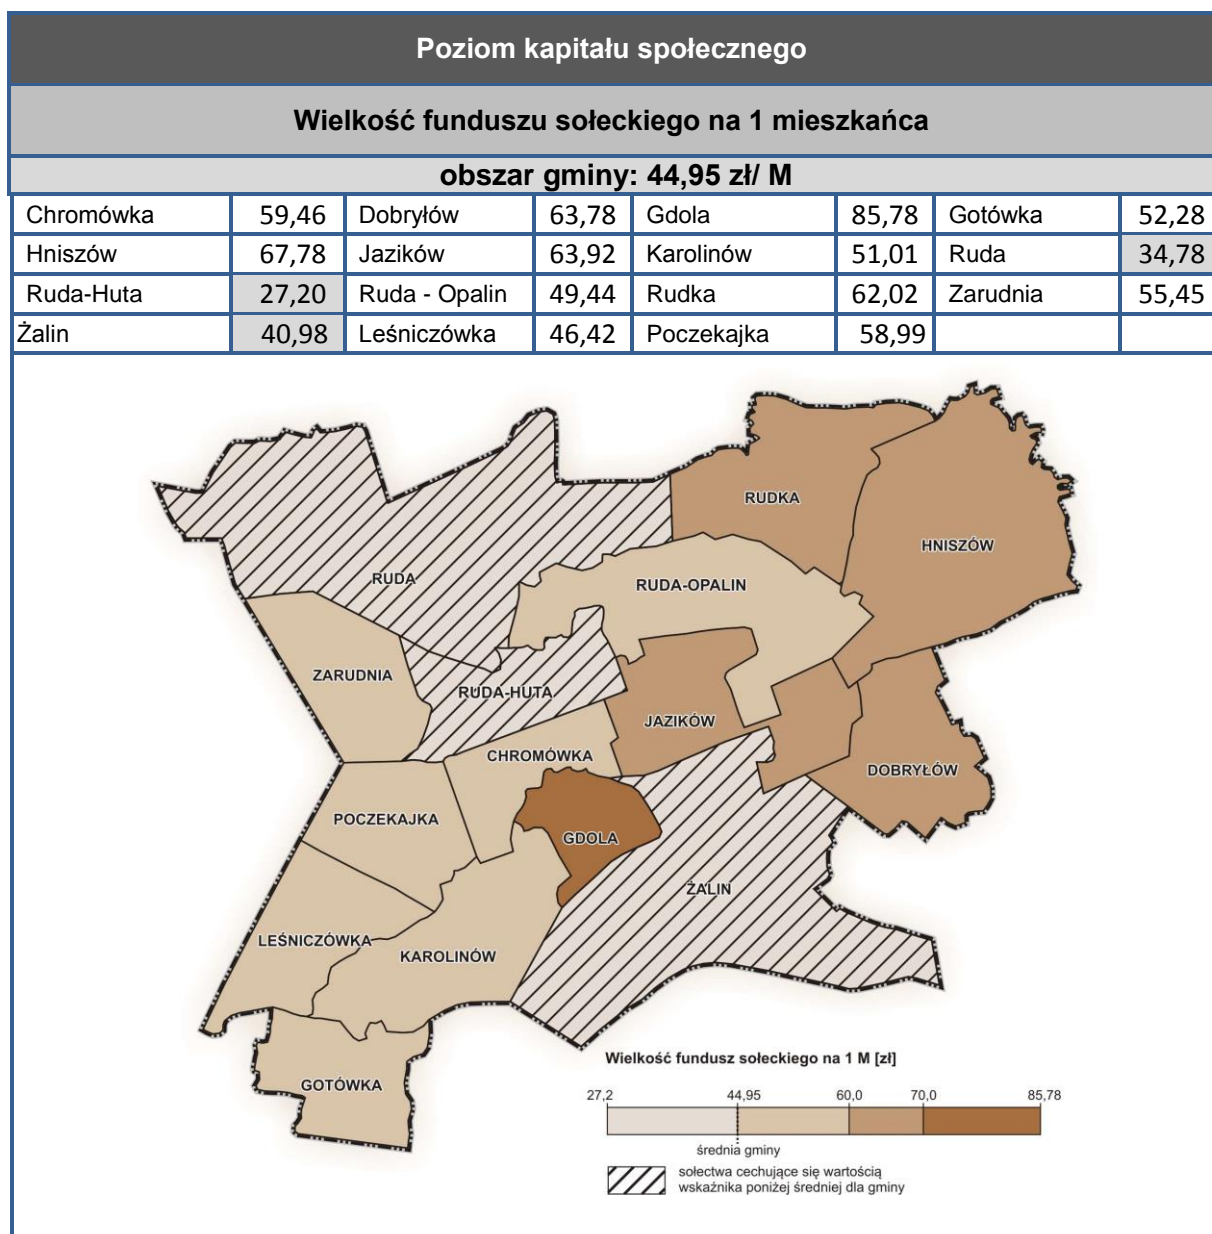 Poziom kapitału społecznego
Wielkość funduszu sołeckiego na 1 mieszkańca
obszar gminy: 44,95 zł/ M
Chromówka 59,46 Dobryłów 63,78 Gdola 85,78 Gotówka 52,28
Hniszów 67,78 Jazików 63,92 Karolinów 51,01 Ruda 34,78
Ruda-Huta 27,20 Ruda - Opalin 49,44 Rudka 62,02 Zarudnia 55,45
Żalin 40,98 Leśniczówka 46,42 Poczekajka 58,99
RUDKA
HNISZÓW
RUDA
RUDA-OPALIN
ZARUDNIA
RUDA-HUTA
JAZIKÓW
CHROMÓWKA
DOBRYŁÓW
POCZEKAJKA
GDOLA
ŻALIN
LEŚNICZÓWKA
KAROLINÓW
GOTÓWKA
Wielkość fundusz sołeckiego na 1 M [zł]
27,2 44,95 60,0 70,0 85,78
średnia gminy
sołectwa cechujące się wartością
wskaźnika poniżej średniej dla gminy